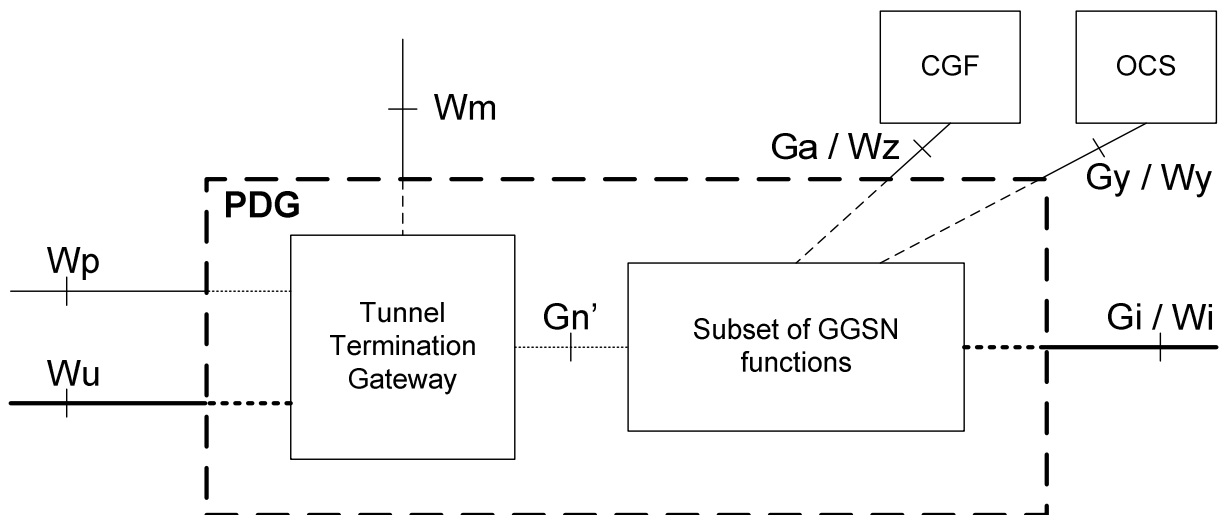 CGF
OCS
Wm
Ga / Wz
Gy / Wy
PDG
Wp
Tunnel
Termination
Gateway
Gn’
Subset of GGSN
functions
Gi / Wi
Wu